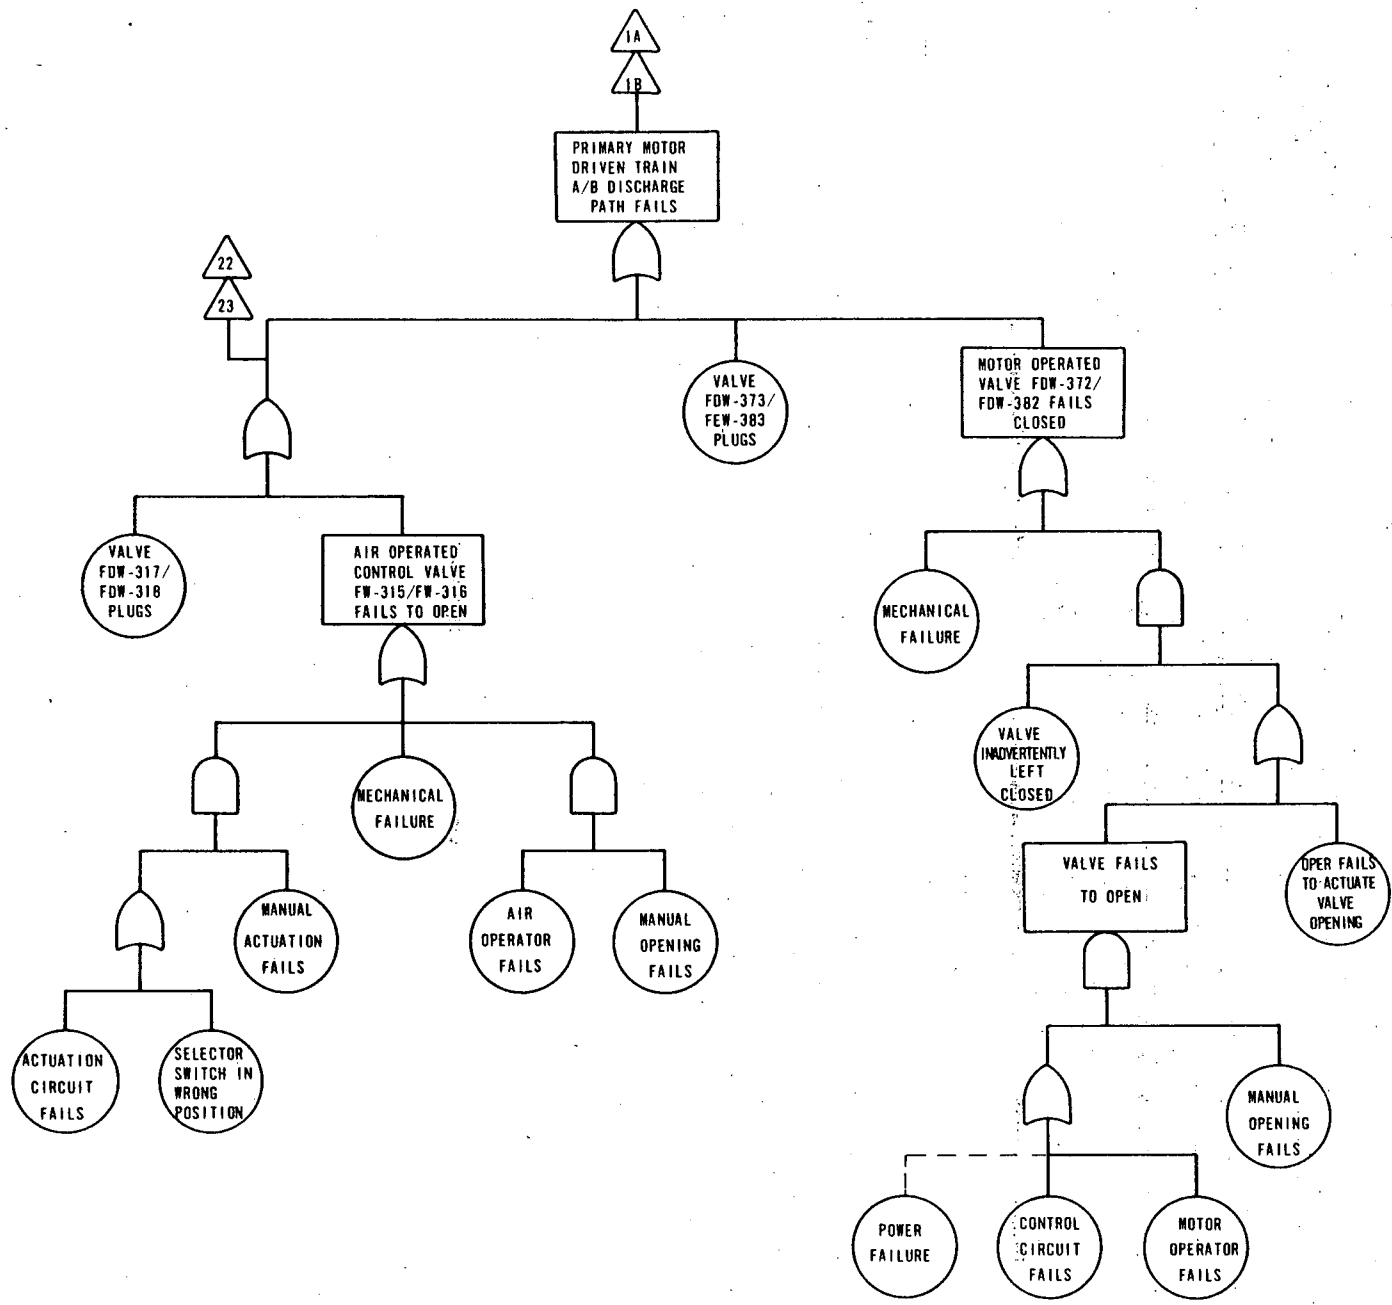 1A
1B
PRIMARY MOTOR
DRIVEN TRAIN
A/B DISCHARGE
PATH FAILS
22
23
VALVE
FDW-373/
FEW-383
PLUGS
MOTOR OPERATED
VALVE FDW-372/
FDW-382 FAILS
CLOSED
VALVE
FDW-317/
FDW-318
PLUGS
AIR OPERATED
CONTROL VALVE
FW-315/FW-316
FAILS TO OPEN
MECHANICAL
FAILURE
VALVE
INADVERTENTLY
LEFT
CLOSED
MECHANICAL
FAILURE
VALVE FAILS
TO OPEN
OPER FAILS
TO ACTUATE
VALVE
OPENING
MANUAL
ACTUATION
FAILS
AIR
OPERATOR
FAILS
MANUAL
OPENING
FAILS
ACTUATION
CIRCUIT
FAILS
SELECTOR
SWITCH IN
WRONG
POSITION
MANUAL
OPENING
FAILS
POWER
FAILURE
CONTROL
CIRCUIT
FAILS
MOTOR
OPERATOR
FAILS